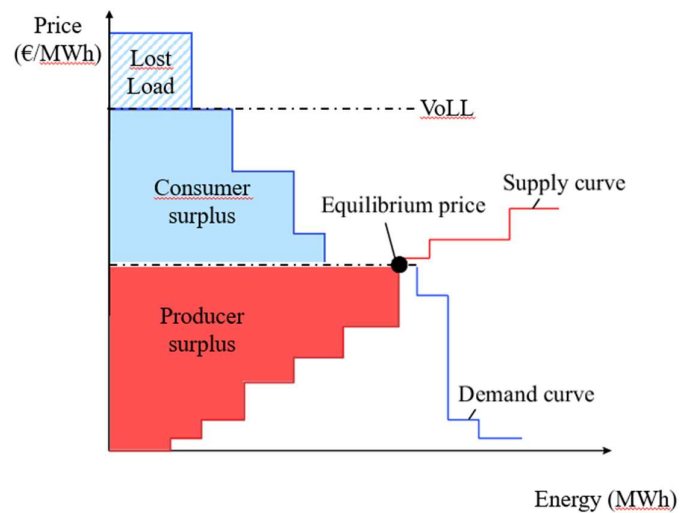 Price
(€/MWh)
Lost
Load
VoLL
Consumer
surplus
Supply curve
Equilibrium price
Producer
surplus
Demand curve
Energy (MWh)